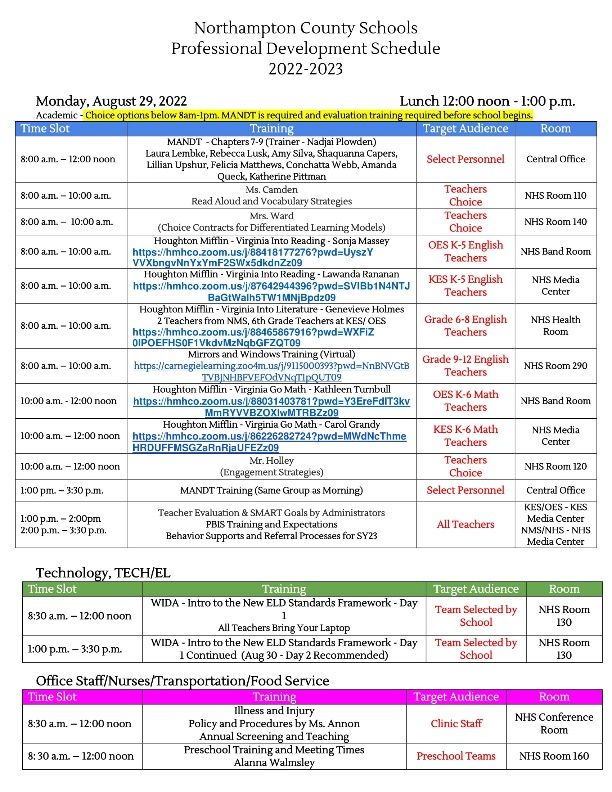 Northampton County Schools
Professional Development Schedule
2022-2023
Monday, August 29, 2022 Lunch 12:00 noon - 1:00 p.m.
Academic - Choice options below 8am-1pm. MANDT is required and evaluation training required before school begins.
Time Slot Training Target Audience Room
8:00 a.m. – 12:00 noon
MANDT - Chapters 7-9 (Trainer - Nadjai Plowden)
Laura Lembke, Rebecca Lusk, Amy Silva, Shaquanna Capers,
Lillian Upshur, Felicia Matthews, Conchatta Webb, Amanda
Queck, Katherine Pittman
Select Personnel
Central Office
8:00 a.m. – 10:00 a.m.
Ms. Camden
Read Aloud and Vocabulary Strategies
Teachers
Choice
NHS Room 110
8:00 a.m. – 10:00 a.m.
Mrs. Ward
(Choice Contracts for Differentiated Learning Models)
Teachers
Choice
NHS Room 140
8:00 a.m. – 10:00 a.m.
Houghton Mifflin - Virginia Into Reading - Sonja Massey
https://hmhco.zoom.us/j/88418177276?pwd=UyszY
VVXbngvNnYxYmF2SWx5dkdnZz09
OES K-5 English
Teachers
NHS Band Room
8:00 a.m. – 10:00 a.m.
Houghton Mifflin - Virginia Into Reading - Lawanda Rananan
https://hmhco.zoom.us/j/87642944396?pwd=SVlBb1N4NTJ
BaGtWalh5TW1MNjBpdz09
KES K-5 English
Teachers
NHS Media
Center
8:00 a.m. – 10:00 a.m.
Houghton Mifflin - Virginia Into Literature - Genevieve Holmes
2 Teachers from NMS, 6th Grade Teachers at KES/ OES
https://hmhco.zoom.us/j/88465867916?pwd=WXFiZ
0lPOEFHS0F1VkdvMzNqbGFZQT09
Grade 6-8 English
Teachers
NHS Health
Room
8:00 a.m. – 10:00 a.m.
Mirrors and Windows Training (Virtual)
https://carnegielearning.zoo4m.us/j/9115000393?pwd=NnBNVGtB
TVBJNHBFVEFOdVNqT1pQUT09
Grade 9-12 English
Teachers
NHS Room 290
10:00 a.m. - 12:00 noon
Houghton Mifflin - Virginia Go Math - Kathleen Turnbull
https://hmhco.zoom.us/j/88031403781?pwd=Y3EreFdIT3kv
MmRYVVBZOXIwMTRBZz09
OES K-6 Math
Teachers
NHS Band Room
10:00 a.m. – 12:00 noon
Houghton Mifflin - Virginia Go Math - Carol Grandy
https://hmhco.zoom.us/j/86226282724?pwd=MWdNcThme
HRDUFFMSGZaRnRjaUFEZz09
KES K-6 Math
Teachers
NHS Media
Center
10:00 a.m. – 12:00 noon
Mr. Holley
(Engagement Strategies)
Teachers
Choice
NHS Room 120
1:00 pm. – 3:30 p.m.
MANDT Training (Same Group as Morning)
Select Personnel
Central Office
1:00 p.m. – 2:00pm
2:00 p.m. – 3:30 p.m.
Teacher Evaluation & SMART Goals by Administrators
PBIS Training and Expectations
Behavior Supports and Referral Processes for SY23
All Teachers
KES/OES - KES
Media Center
NMS/NHS - NHS
Media Center
Technology, TECH/EL
Time Slot Training Target Audience Room
8:30 a.m. – 12:00 noon
WIDA - Intro to the New ELD Standards Framework - Day
1
All Teachers Bring Your Laptop
Team Selected by
School
NHS Room
130
1:00 p.m. – 3:30 p.m.
WIDA - Intro to the New ELD Standards Framework - Day
1 Continued (Aug 30 - Day 2 Recommended)
Team Selected by
School
NHS Room
130
Office Staff/Nurses/Transportation/Food Service
Time Slot Training Target Audience Room
8:30 a.m. – 12:00 noon
Illness and Injury
Policy and Procedures by Ms. Annon
Annual Screening and Teaching
Clinic Staff
NHS Conference
Room
8: 30 a.m. – 12:00 noon
Preschool Training and Meeting Times
Alanna Walmsley
Preschool Teams
NHS Room 160